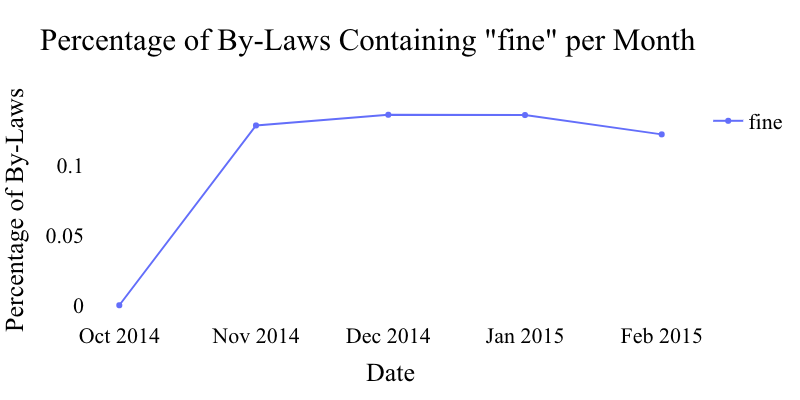 Percentage of By-Laws Containing "fine" per Month
Percentage of By-Laws
fine
0.1
0.05
0
Oct 2014 Nov 2014 Dec 2014 Jan 2015 Feb 2015
Date